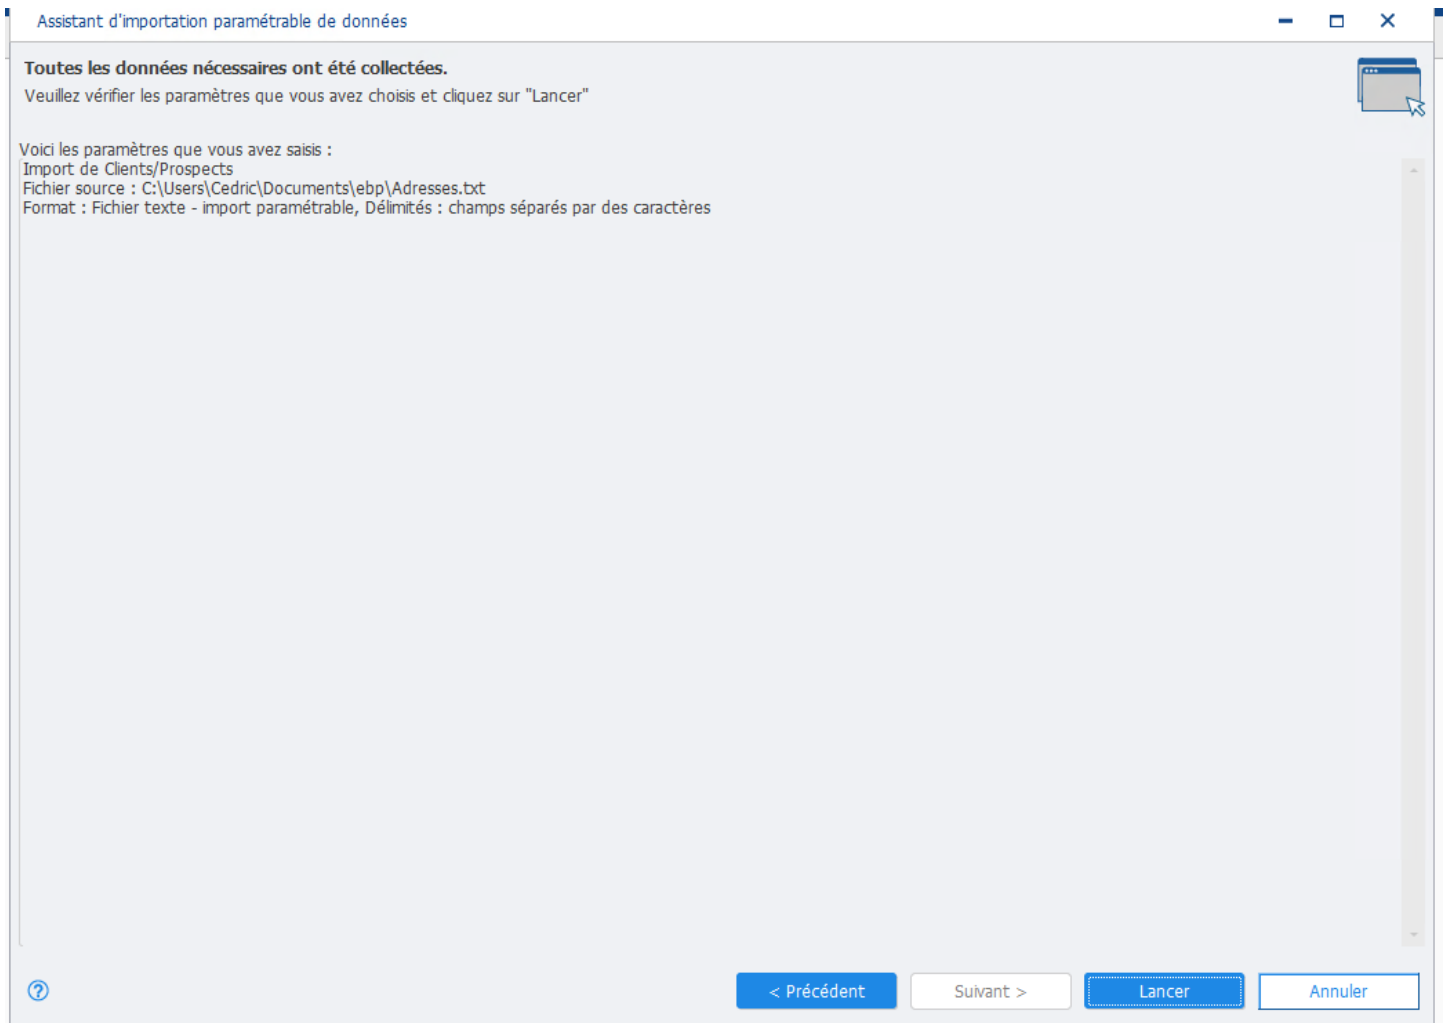 Assistant d'importation paramétrable de données
Toutes les données nécessaires ont été collectées.
Veuillez vérifier les paramètres que vous avez choisis et cliquez sur "Lancer"
Voici les paramètres que vous avez saisis :
Import de Clients/Prospects
Fichier source : C:\Users\Cedric\Documents\ebp\Adresses.txt
Format : Fichier texte - import paramétrable, Délimités : champs séparés par des caractères
? < Précédent Suivant > Lancer Annuler